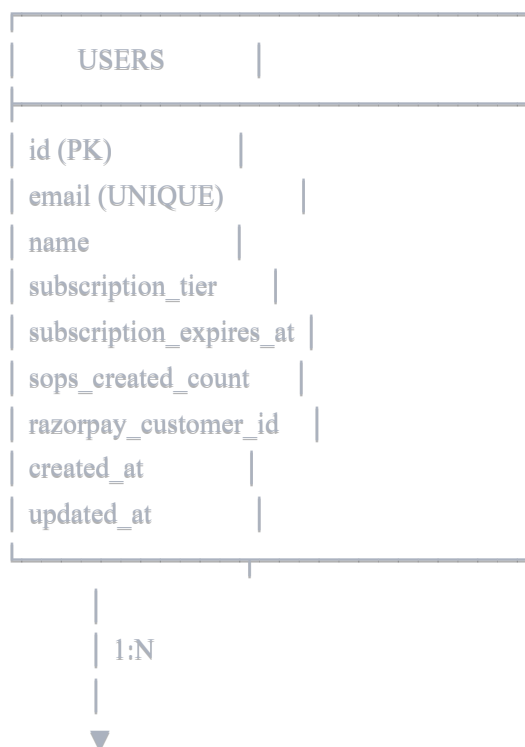 USERS
id (PK)
email (UNIQUE)
name
subscription_tier
subscription_expires_at
sops_created_count
razorpay_customer_id
created_at
updated_at
1:N